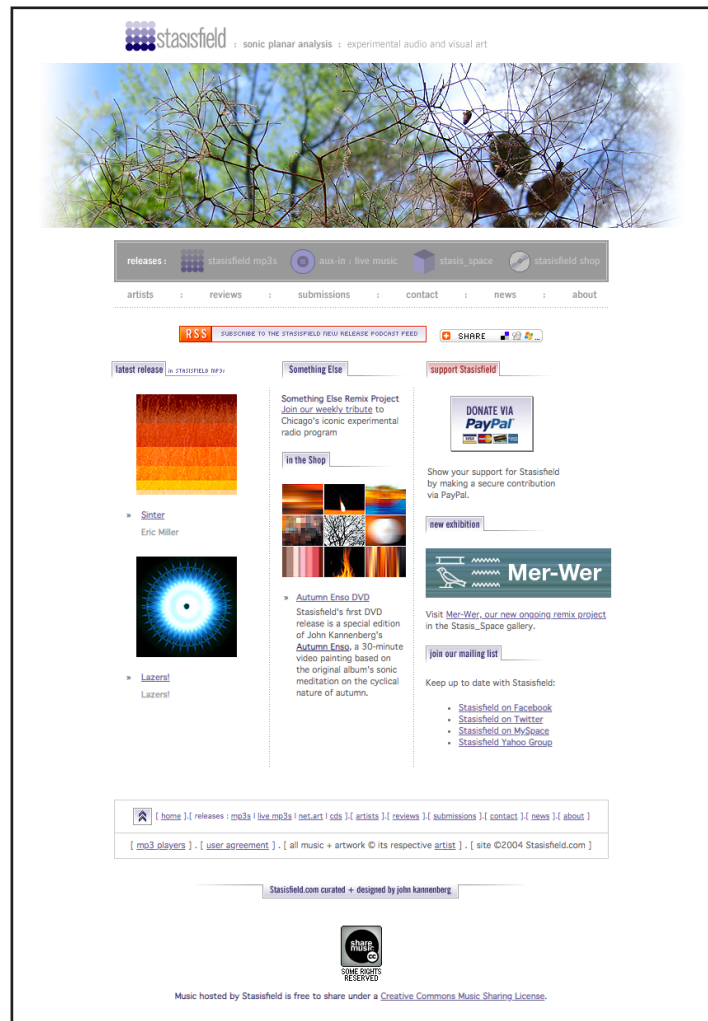 stasisfield : sonic planar analysis : experimental audio and visual art
releases : stasisfield mp3s aux-in : live music stasis_space stasisfield shop
artists : reviews : submissions : contact : news : about
RSS SUBSCRIBE TO THE STASISFIELD NEW RELEASE PODCAST FEED SHARE ...
latest release in STASISFIELD MP3s
» Sinter
Eric Miller
» Lazers!
Lazers!
Something Else
Something Else Remix Project
Join our weekly tribute to
Chicago's iconic experimental
radio program
in the Shop
» Autumn Enso DVD
Stasisfield's first DVD
release is a special edition
of John Kannenberg's
Autumn Enso, a 30-minute
video painting based on
the original album's sonic
meditation on the cyclical
nature of autumn.
support Stasisfield
DONATE VIA
PayPal
Show your support for Stasisfield
by making a secure contribution
via PayPal.
new exhibition
Mer-Wer
Visit Mer-Wer, our new ongoing remix project
in the Stasis_Space gallery.
join our mailing list
Keep up to date with Stasisfield:
• Stasisfield on Facebook
• Stasisfield on Twitter
• Stasisfield on MySpace
• Stasisfield Yahoo Group
[ home ].[ releases : mp3s | live mp3s | net.art | cds ].[ artists ].[ reviews ].[ submissions ].[ contact ].[ news ].[ about ]
[ mp3 players ] . [ user agreement ] . [ all music + artwork © its respective artist ] . [ site ©2004 Stasisfield.com ]
Stasisfield.com curated + designed by john kannenberg
share
music
cc
SOME RIGHTS
RESERVED
Music hosted by Stasisfield is free to share under a Creative Commons Music Sharing License.